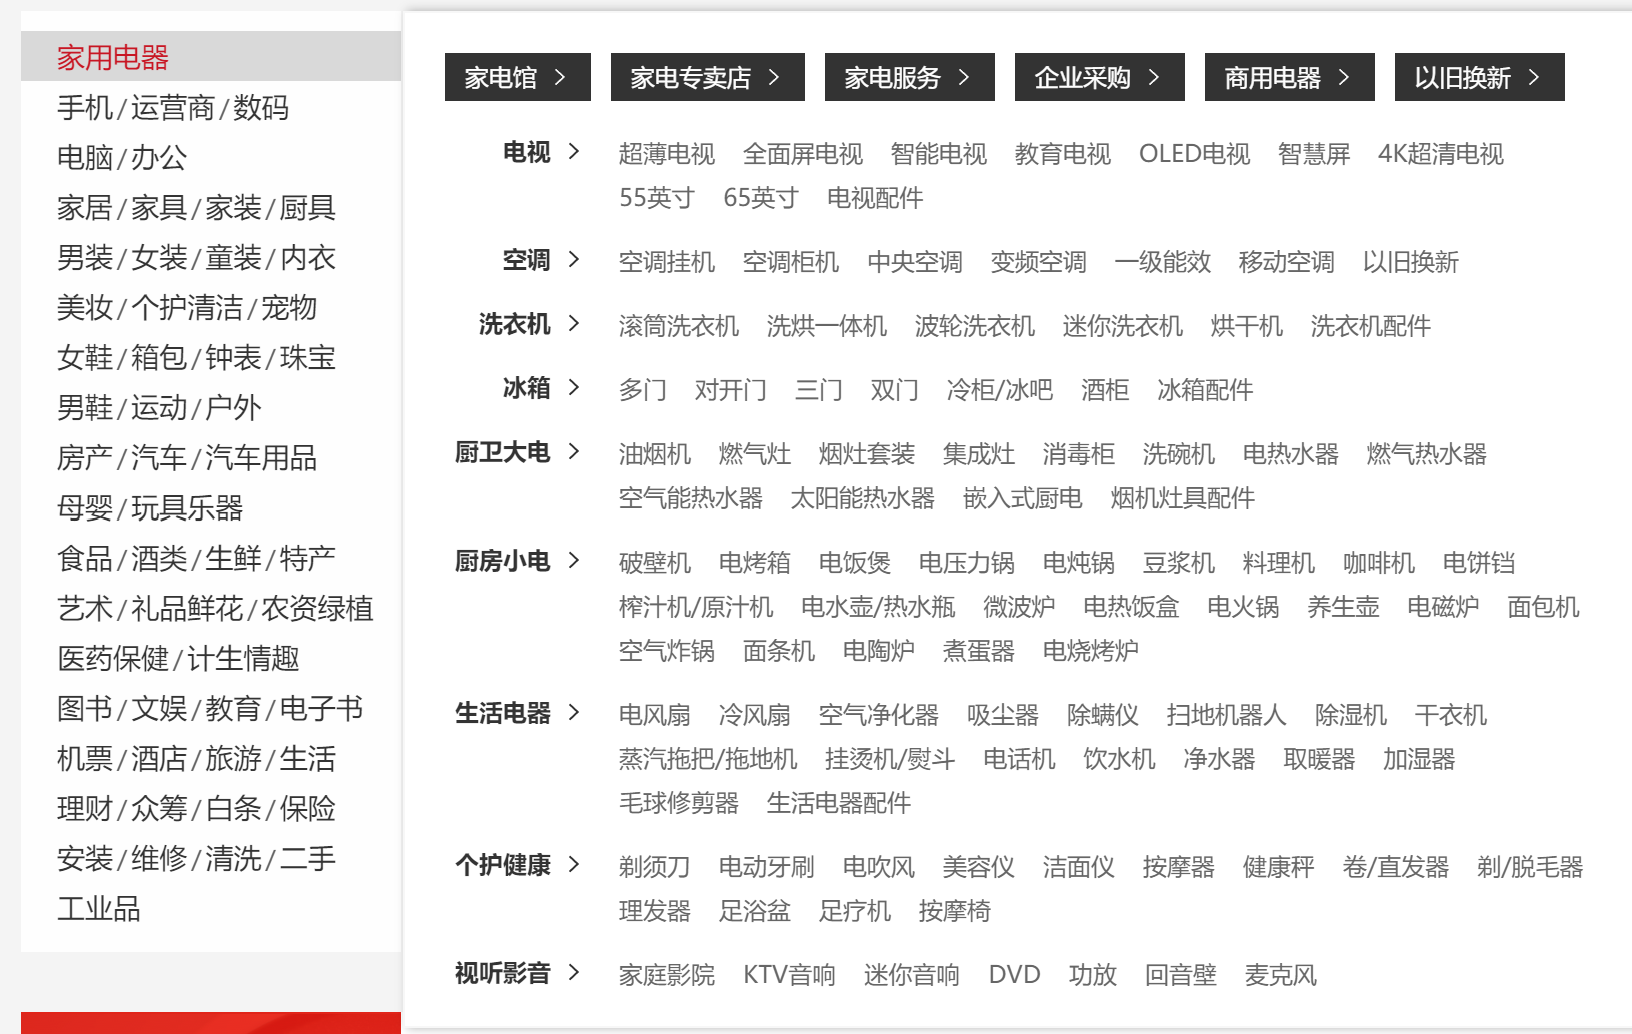 家用电器
手机/运营商/数码
电脑/办公
家居/家具/家装/厨具
男装/女装/童装/内衣
美妆/个护清洁/宠物
女鞋/箱包/钟表/珠宝
男鞋/运动/户外
房产/汽车/汽车用品
母婴/玩具乐器
食品/酒类/生鲜/特产
艺术/礼品鲜花/农资绿植
医药保健/计生情趣
图书/文娱/教育/电子书
机票/酒店/旅游/生活
理财/众筹/白条/保险
安装/维修/清洗/二手
工业品
家电馆 > 家电专卖店 > 家电服务 > 企业采购 > 商用电器 > 以旧换新 >
电视 > 超薄电视 全面屏电视 智能电视 教育电视 OLED电视 智慧屏 4K超清电视
55英寸 65英寸 电视配件
空调 > 空调挂机 空调柜机 中央空调 变频空调 一级能效 移动空调 以旧换新
洗衣机 > 滚筒洗衣机 洗烘一体机 波轮洗衣机 迷你洗衣机 烘干机 洗衣机配件
冰箱 > 多门 对开门 三门 双门 冷柜/冰吧 酒柜 冰箱配件
厨卫大电 > 油烟机 燃气灶 烟灶套装 集成灶 消毒柜 洗碗机 电热水器 燃气热水器
空气能热水器 太阳能热水器 嵌入式厨电 烟机灶具配件
厨房小电 > 破壁机 电烤箱 电饭煲 电压力锅 电炖锅 豆浆机 料理机 咖啡机 电饼铛
榨汁机/原汁机 电水壶/热水瓶 微波炉 电热饭盒 电火锅 养生壶 电磁炉 面包机
空气炸锅 面条机 电陶炉 煮蛋器 电烧烤炉
生活电器 > 电风扇 冷风扇 空气净化器 吸尘器 除螨仪 扫地机器人 除湿机 干衣机
蒸汽拖把/拖地机 挂烫机/熨斗 电话机 饮水机 净水器 取暖器 加湿器
毛球修剪器 生活电器配件
个护健康 > 剃须刀 电动牙刷 电吹风 美容仪 洁面仪 按摩器 健康秤 卷/直发器 剃/脱毛器
理发器 足浴盆 足疗机 按摩椅
视听影音 > 家庭影院 KTV音响 迷你音响 DVD 功放 回音壁 麦克风